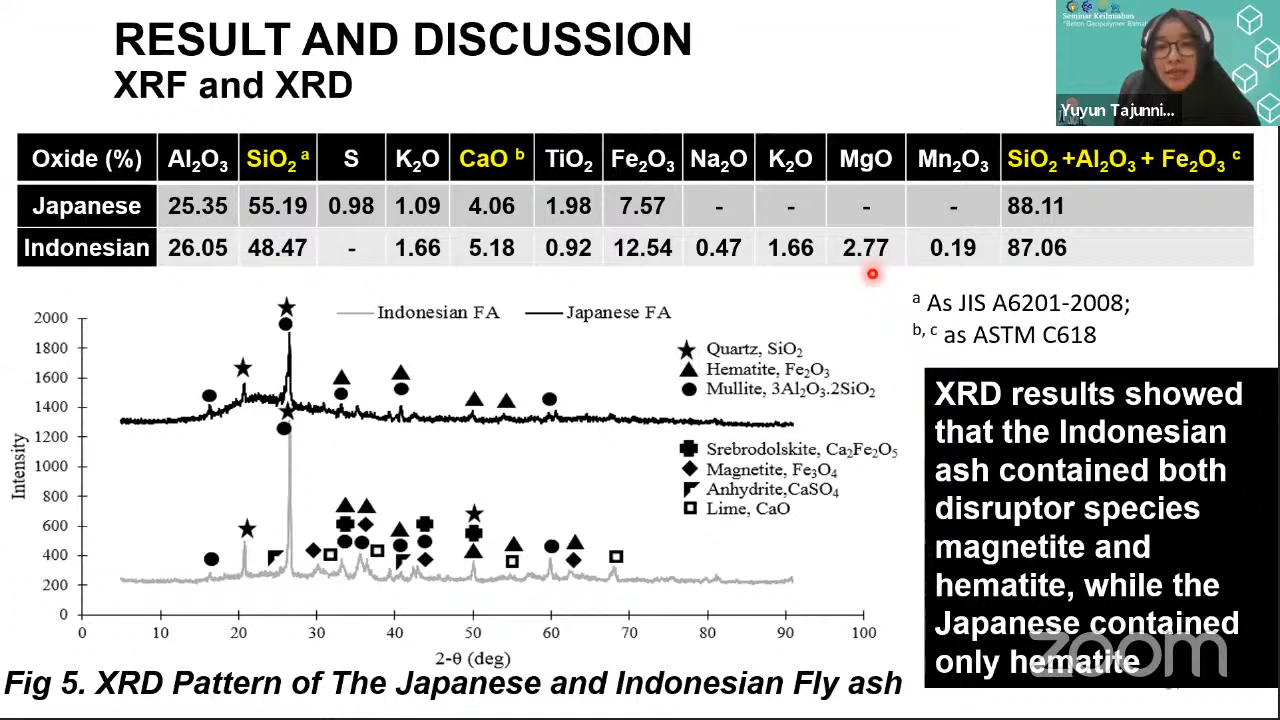 RESULT AND DISCUSSION
XRF and XRD
Seminar Keilmiahan
Yuyun Tajunni...
Oxide (%) Al₂O₃ SiO₂ ᵃ S K₂O CaO ᵇ TiO₂ Fe₂O₃ Na₂O K₂O MgO Mn₂O₃ SiO₂ +Al₂O₃ + Fe₂O₃ ᶜ
Japanese 25.35 55.19 0.98 1.09 4.06 1.98 7.57 - - - - 88.11
Indonesian 26.05 48.47 - 1.66 5.18 0.92 12.54 0.47 1.66 2.77 0.19 87.06
ᵃ As JIS A6201-2008;
ᵇ, ᶜ as ASTM C618
Indonesian FA Japanese FA
Quartz, SiO₂
Hematite, Fe₂O₃
Mullite, 3Al₂O₃.2SiO₂
Srebrodolskite, Ca₂Fe₂O₅
Magnetite, Fe₃O₄
Anhydrite,CaSO₄
Lime, CaO
Intensity
2000
1800
1600
1400
1200
1000
800
600
400
200
0
0 10 20 30 40 50 60 70 80 90 100
2-θ (deg)
Fig 5. XRD Pattern of The Japanese and Indonesian Fly ash
XRD results showed
that the Indonesian
ash contained both
disruptor species
magnetite and
hematite, while the
Japanese contained
only hematite
zoom